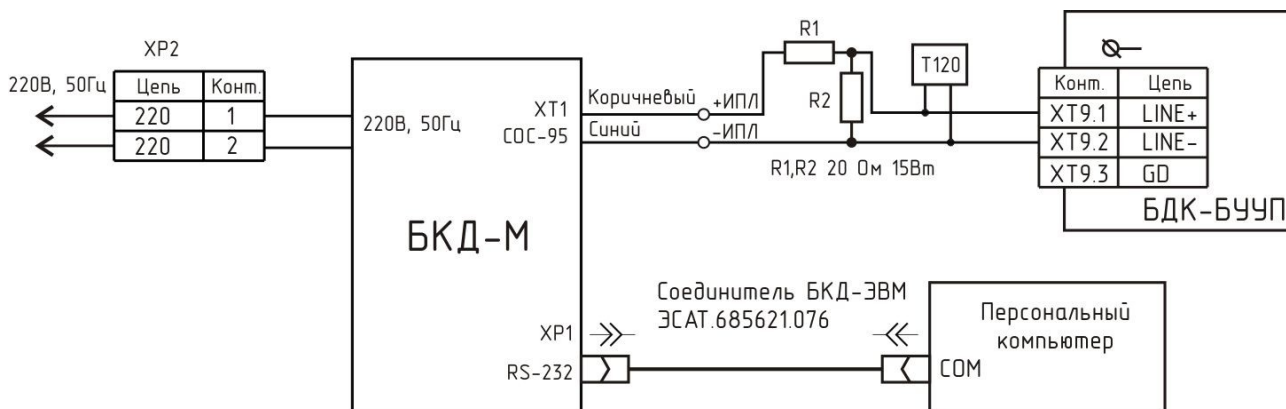 XP2
220В, 50Гц
Цепь Конт.
220 1
220 2
220В, 50Гц
XT1
СОС-95
БКД-М
XP1
RS-232
Коричневый
+ИПЛ
Синий
-ИПЛ
R1
R2
R1,R2 20 Ом 15Вт
T120
Конт. Цепь
XT9.1 LINE+
XT9.2 LINE-
XT9.3 GD
БДК-БУУП
Соединитель БКД-ЭВМ
ЭСАТ.685621.076
Персональный
компьютер
COM